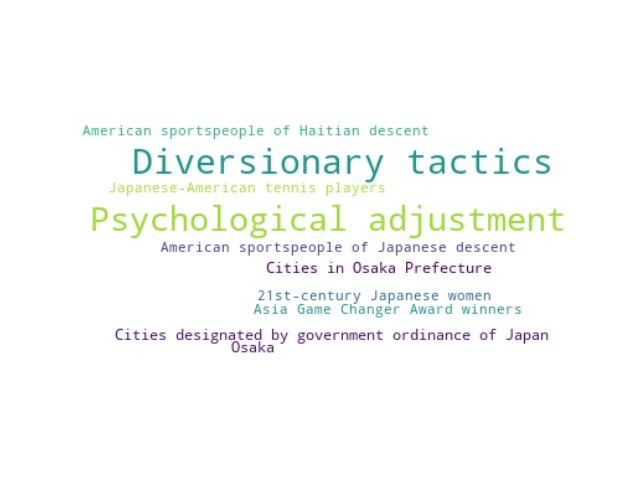 American sportspeople of Haitian descent
Diversionary tactics
Japanese-American tennis players
Psychological adjustment
American sportspeople of Japanese descent
Cities in Osaka Prefecture
21st-century Japanese women
Asia Game Changer Award winners
Cities designated by government ordinance of Japan
Osaka